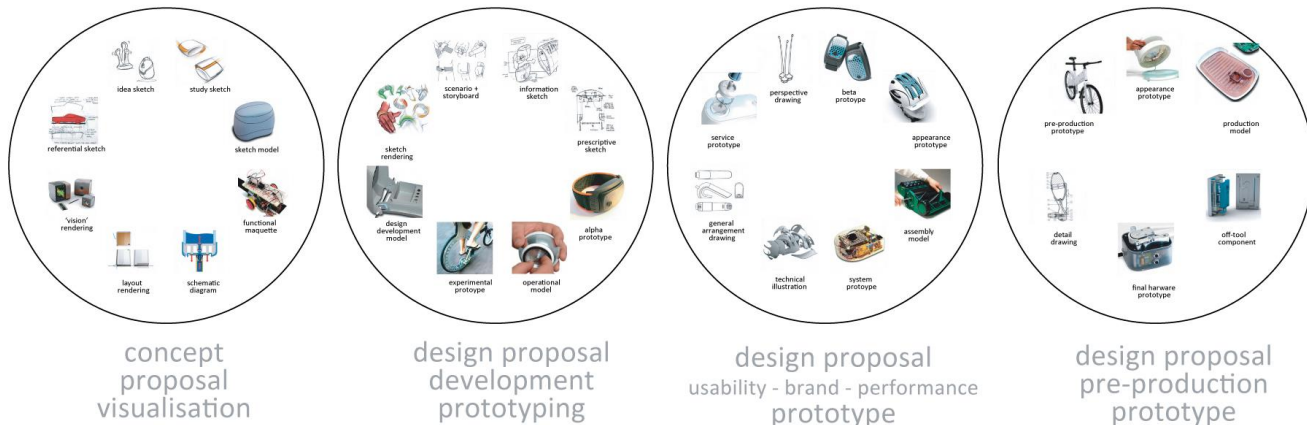 idea sketch
study sketch
referential sketch
sketch model
'vision'
rendering
functional
maquette
layout
rendering
schematic
diagram
concept
proposal
visualisation
scenario +
storyboard
information
sketch
sketch
rendering
prescriptive
sketch
design
development
model
alpha
prototype
experimental
protoype
operational
model
design proposal
development
prototyping
perspective
drawing
beta
protoype
service
prototype
appearance
prototype
general
arrangement
drawing
assembly
model
technical
illustration
system
protoype
design proposal
usability - brand - performance
prototype
pre-production
prototype
appearance
prototype
production
model
detail
drawing
off-tool
component
final harware
prototype
design proposal
pre-production
prototype